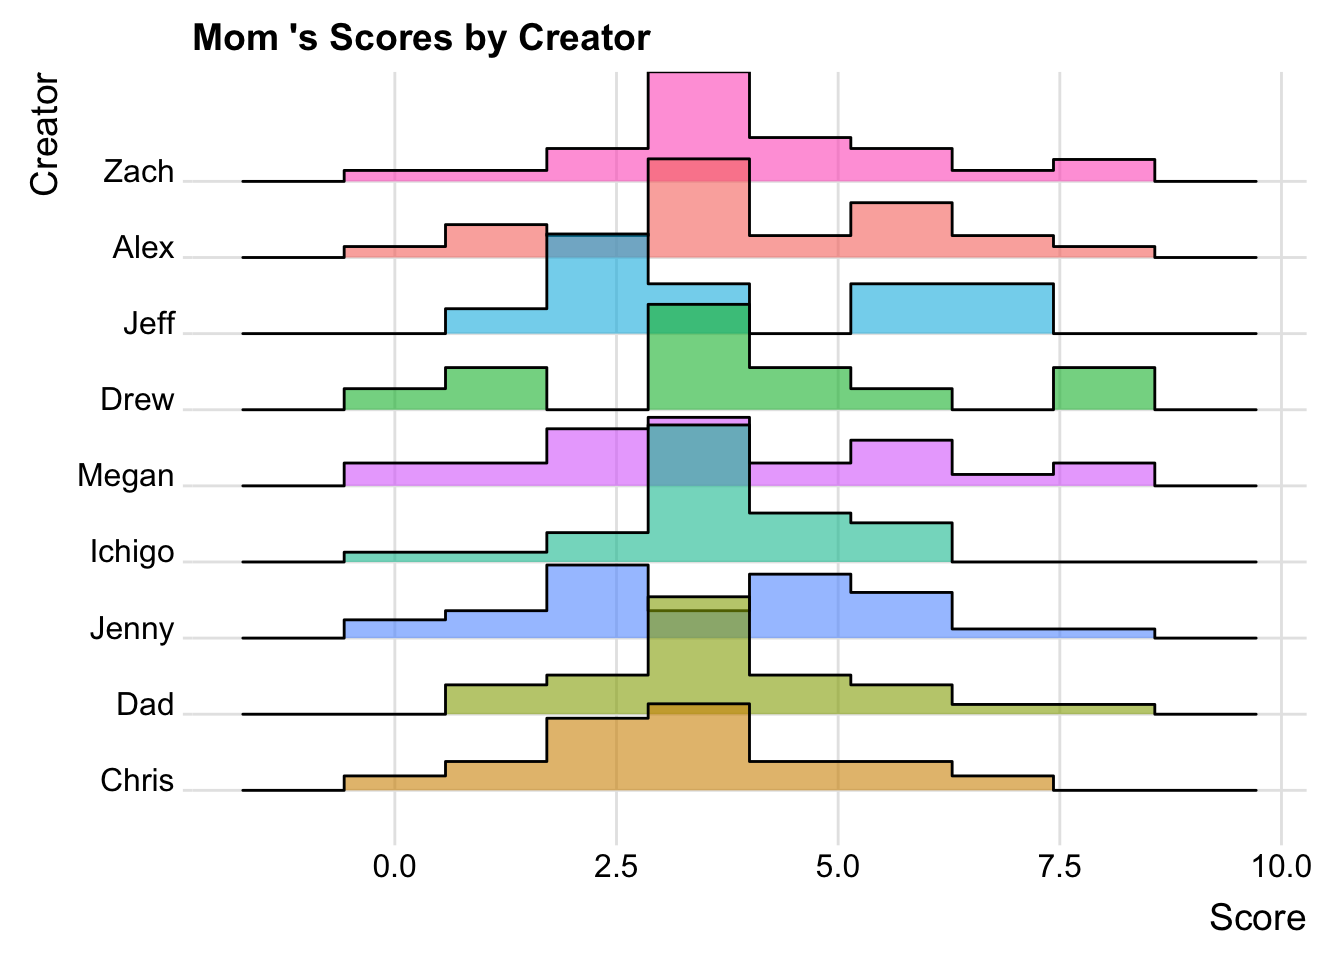 Mom 's Scores by Creator
Creator
Zach
Alex
Jeff
Drew
Megan
Ichigo
Jenny
Dad
Chris
0.0 2.5 5.0 7.5 10.0
Score